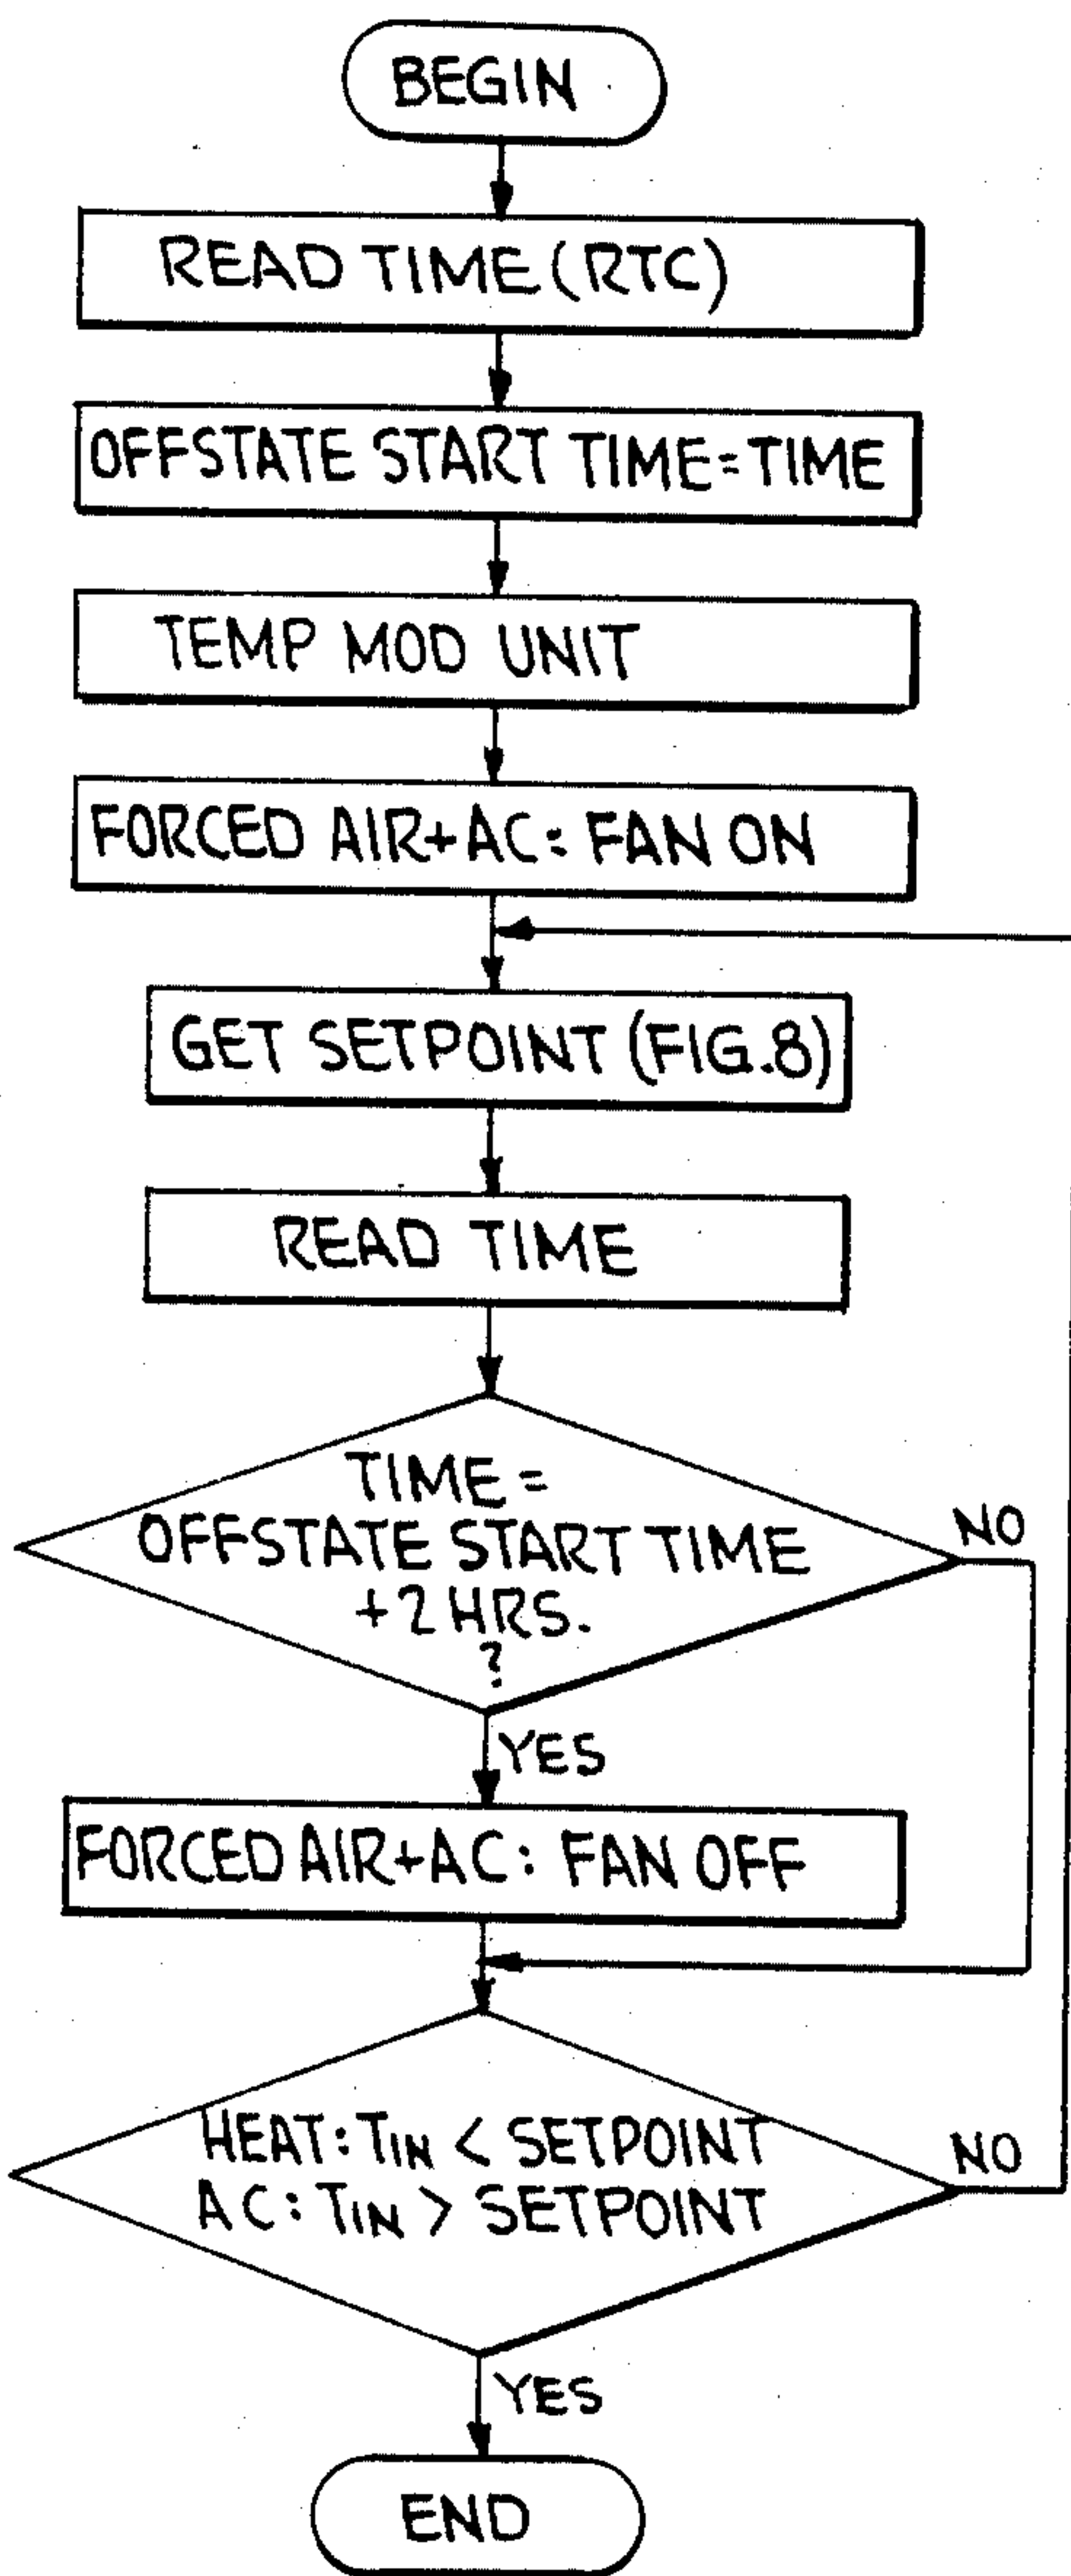 BEGIN
READ TIME (RTC)
OFFSTATE START TIME=TIME
TEMP MOD UNIT
FORCED AIR+AC: FAN ON
GET SETPOINT (FIG.8)
READ TIME
TIME =
OFFSTATE START TIME
+2 HRS.
?
NO
YES
FORCED AIR+AC: FAN OFF
HEAT: TIN < SETPOINT
AC: TIN > SETPOINT
NO
YES
END